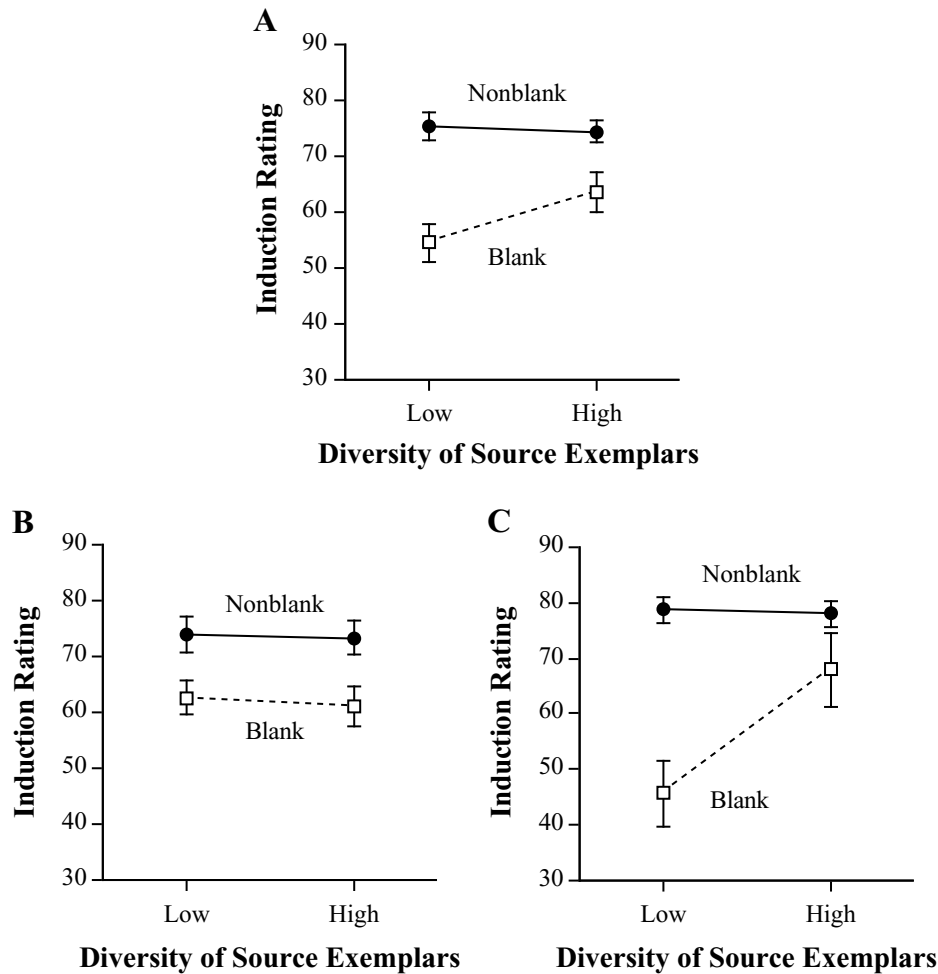 A
90
80
70
60
50
40
30
Induction Rating
Nonblank
Blank
Low High
Diversity of Source Exemplars
B
90
80
70
60
50
40
30
Induction Rating
Nonblank
Blank
Low High
Diversity of Source Exemplars
C
90
80
70
60
50
40
30
Induction Rating
Nonblank
Blank
Low High
Diversity of Source Exemplars